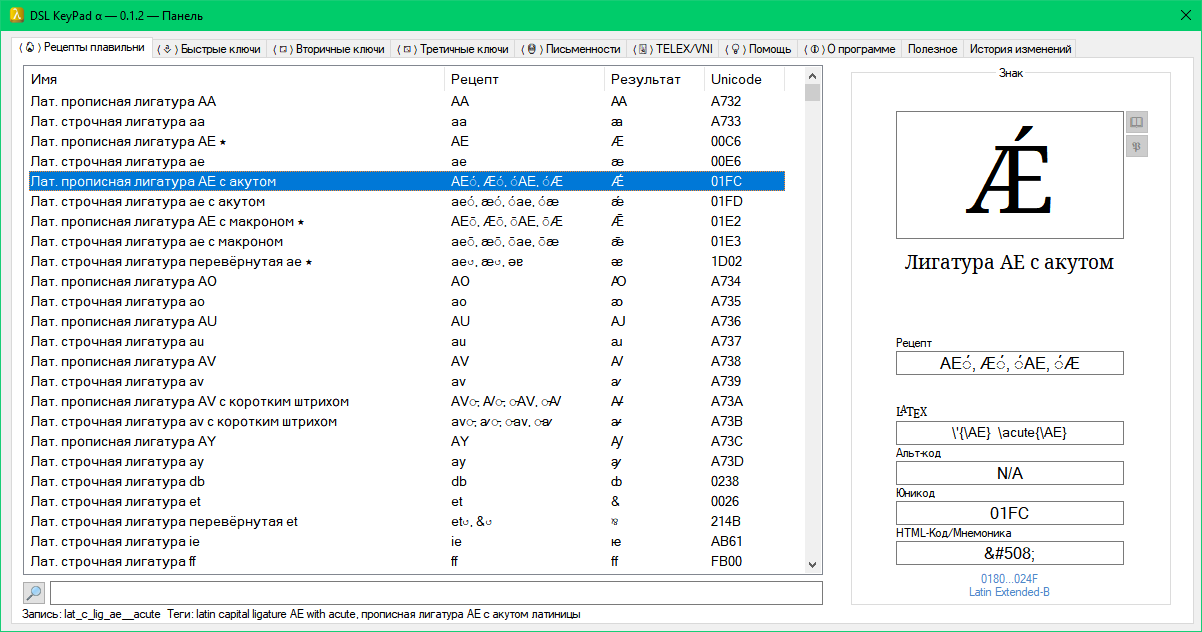 DSL KeyPad α — 0.1.2 — Панель
Рецепты плавильни Быстрые ключи Вторичные ключи Третичные ключи Письменности TELEX/VNI Помощь О программе Полезное История изменений
Имя Рецепт Результат Unicode
Лат. прописная лигатура AA AA Ꜳ A732
Лат. строчная лигатура aa aa ꜳ A733
Лат. прописная лигатура AE ★ AE Æ 00C6
Лат. строчная лигатура ae ae æ 00E6
Лат. прописная лигатура AE с акутом AE◌́, Æ◌́, ◌́AE, ◌́Æ Ǽ 01FC
Лат. строчная лигатура ae с акутом ae◌́, æ◌́, ◌́ae, ◌́æ ǽ 01FD
Лат. прописная лигатура AE с макроном ★ AE◌̄, Æ◌̄, ◌̄AE, ◌̄Æ Ǣ 01E2
Лат. строчная лигатура ae с макроном ae◌̄, æ◌̄, ◌̄ae, ◌̄æ ǣ 01E3
Лат. строчная лигатура перевёрнутая ae ★ ae↺, æ↺, ǝɐ ᴂ 1D02
Лат. прописная лигатура AO AO Ꜵ A734
Лат. строчная лигатура ao ao ꜵ A735
Лат. прописная лигатура AU AU Ꜷ A736
Лат. строчная лигатура au au ꜷ A737
Лат. прописная лигатура AV AV Ꜹ A738
Лат. строчная лигатура av av ꜹ A739
Лат. прописная лигатура AV с коротким штрихом AV◌̵, Ꜹ◌̵, ◌̵AV, ◌̵Ꜹ Ꜻ A73A
Лат. строчная лигатура av с коротким штрихом av◌̵, ꜹ◌̵, ◌̵av, ◌̵ꜹ ꜻ A73B
Лат. прописная лигатура AY AY Ꜽ A73C
Лат. строчная лигатура ay ay ꜽ A73D
Лат. строчная лигатура db db ȸ 0238
Лат. строчная лигатура et et & 0026
Лат. строчная лигатура перевёрнутая et et↺, &↺ ⅋ 214B
Лат. строчная лигатура ie ie ꭡ AB61
Лат. строчная лигатура ff ff ff FB00
Запись: lat_c_lig_ae__acute Теги: latin capital ligature AE with acute, прописная лигатура AE с акутом латиницы
Знак
Ǽ
Лигатура AE с акутом
Рецепт
AE◌́, Æ◌́, ◌́AE, ◌́Æ
LATEX
\'{\AE} \acute{\AE}
Альт-код
N/A
Юникод
01FC
HTML-Код/Мнемоника
&#508;
0180...024F
Latin Extended-B